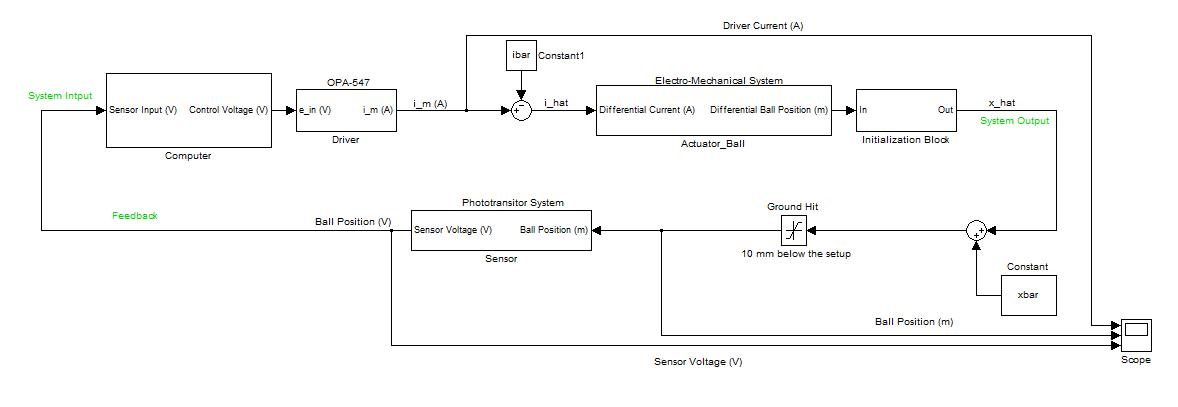 Driver Current (A)
ibar
Constant1
OPA-547
Electro-Mechanical System
System Intput
Sensor Input (V)
Control Voltage (V)
e_in (V)
i_m (A)
i_m (A)
i_hat
Differential Current (A)
Differential Ball Position (m)
In
Out
x_hat
System Output
Computer
Driver
Actuator_Ball
Initialization Block
Feedback
Ball Position (V)
Phototransitor System
Sensor Voltage (V)
Ball Position (m)
Sensor
Ground Hit
10 mm below the setup
Constant
xbar
Ball Position (m)
Sensor Voltage (V)
Scope